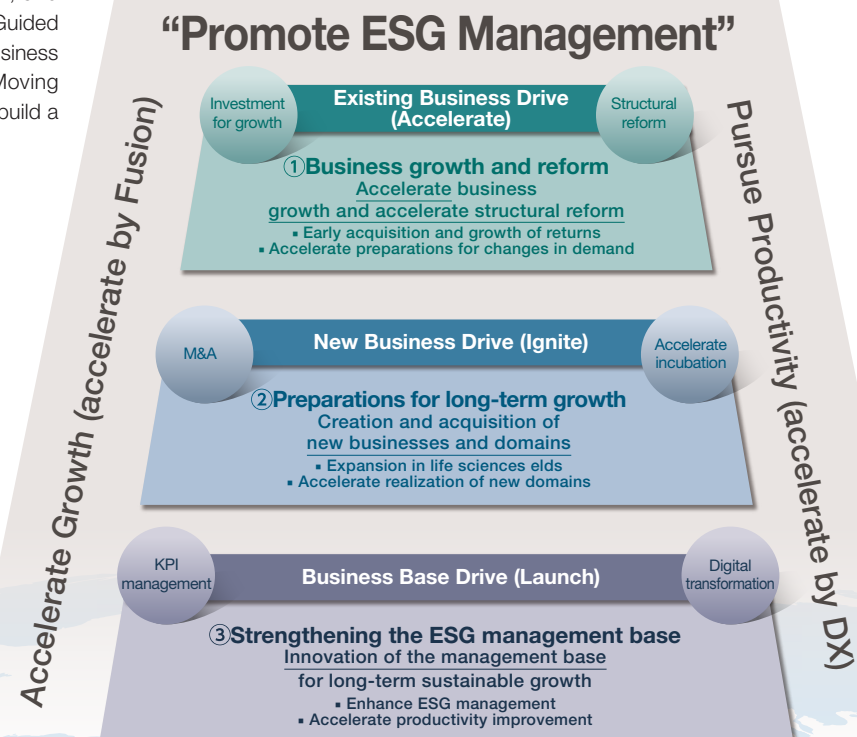 Guided
siness
Moving
build a
“Promote ESG Management”
Accelerate Growth (accelerate by Fusion)
Pursue Productivity (accelerate by DX)
Investment
for growth
Existing Business Drive
(Accelerate)
Structural
reform
①Business growth and reform
Accelerate business
growth and accelerate structural reform
▪ Early acquisition and growth of returns
▪ Accelerate preparations for changes in demand
M&A
New Business Drive (Ignite)
Accelerate
incubation
②Preparations for long-term growth
Creation and acquisition of
new businesses and domains
▪ Expansion in life sciences elds
▪ Accelerate realization of new domains
KPI
management
Business Base Drive (Launch)
Digital
transformation
③Strengthening the ESG management base
Innovation of the management base
for long-term sustainable growth
▪ Enhance ESG management
▪ Accelerate productivity improvement